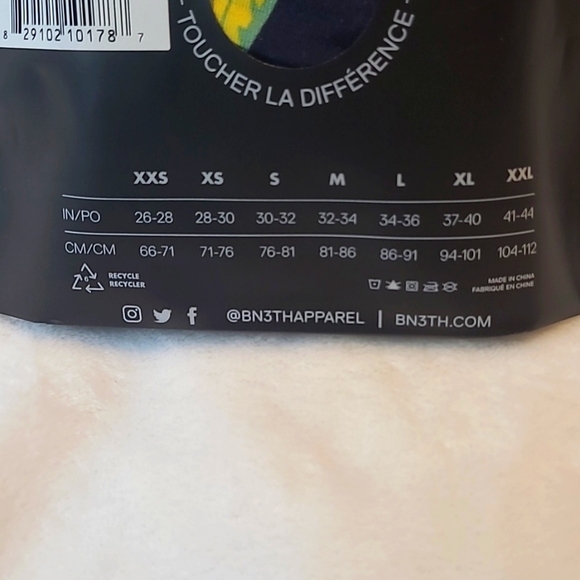 8 29102 10178 7
- TOUCHER LA DIFFÉRENCE -
XXS XS S M L XL XXL
IN/PO 26-28 28-30 30-32 32-34 34-36 37-40 41-44
CM/CM 66-71 71-76 76-81 81-86 86-91 94-101 104-112
RECYCLE
RECYCLER
MADE IN CHINA
FABRIQUÉ EN CHINE
@BN3THAPPAREL | BN3TH.COM